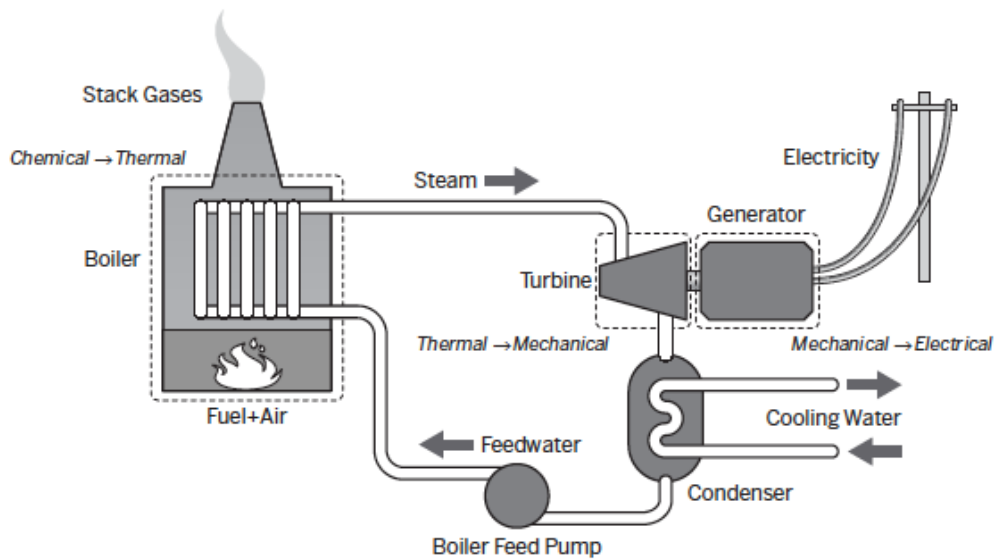 Stack Gases
Chemical → Thermal
Electricity
Steam
Generator
Boiler
Turbine
Thermal → Mechanical
Mechanical → Electrical
Fuel+Air
Cooling Water
Feedwater
Condenser
Boiler Feed Pump